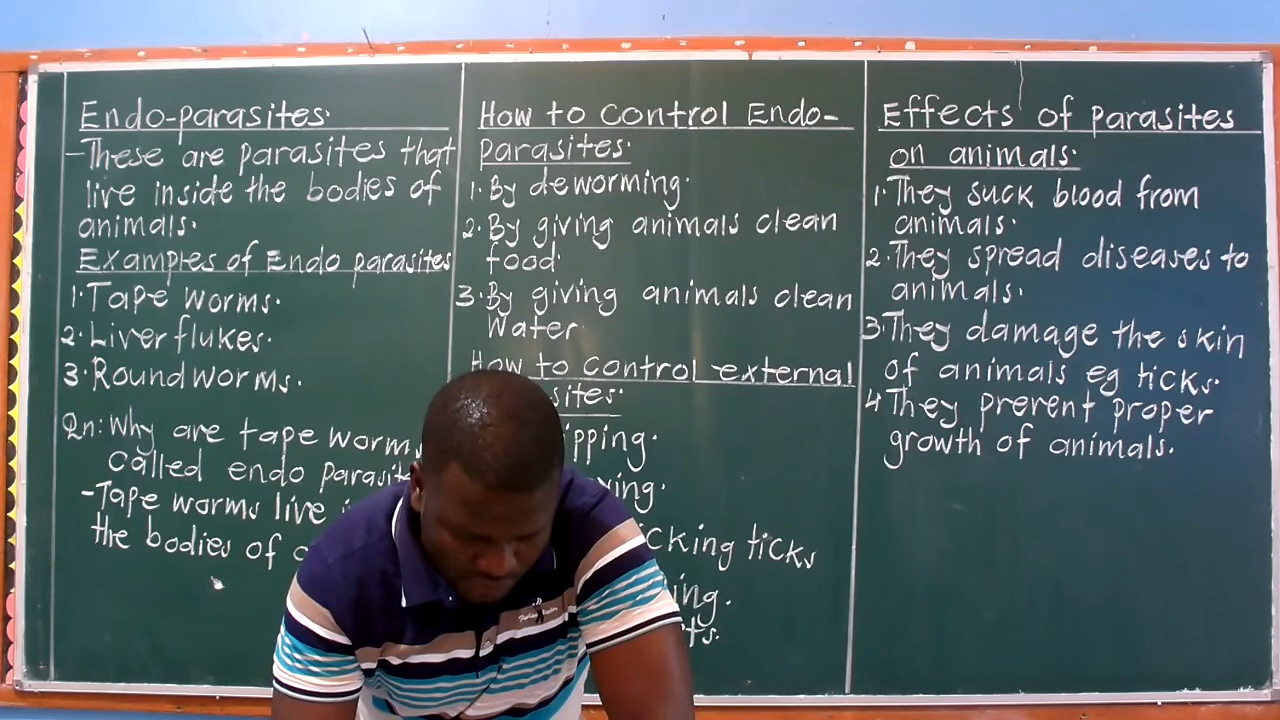 Endo-parasites.
-These are parasites that
live inside the bodies of
animals.
Examples of Endo parasites
1. Tape worms.
2. Liver flukes.
3. Roundworms.
Qn: Why are tape worms
called endo parasite
-Tape worms live
the bodies of
How to control Endo-
parasites.
1. By deworming.
2. By giving animals clean
food.
3. By giving animals clean
Water.
How to control external
sites.
ipping.
ying.
cking ticks
ing.
ts.
Effects of parasites
on animals.
1. They suck blood from
animals.
2. They spread diseases to
animals.
3. They damage the skin
of animals eg ticks.
4. They prevent proper
growth of animals.